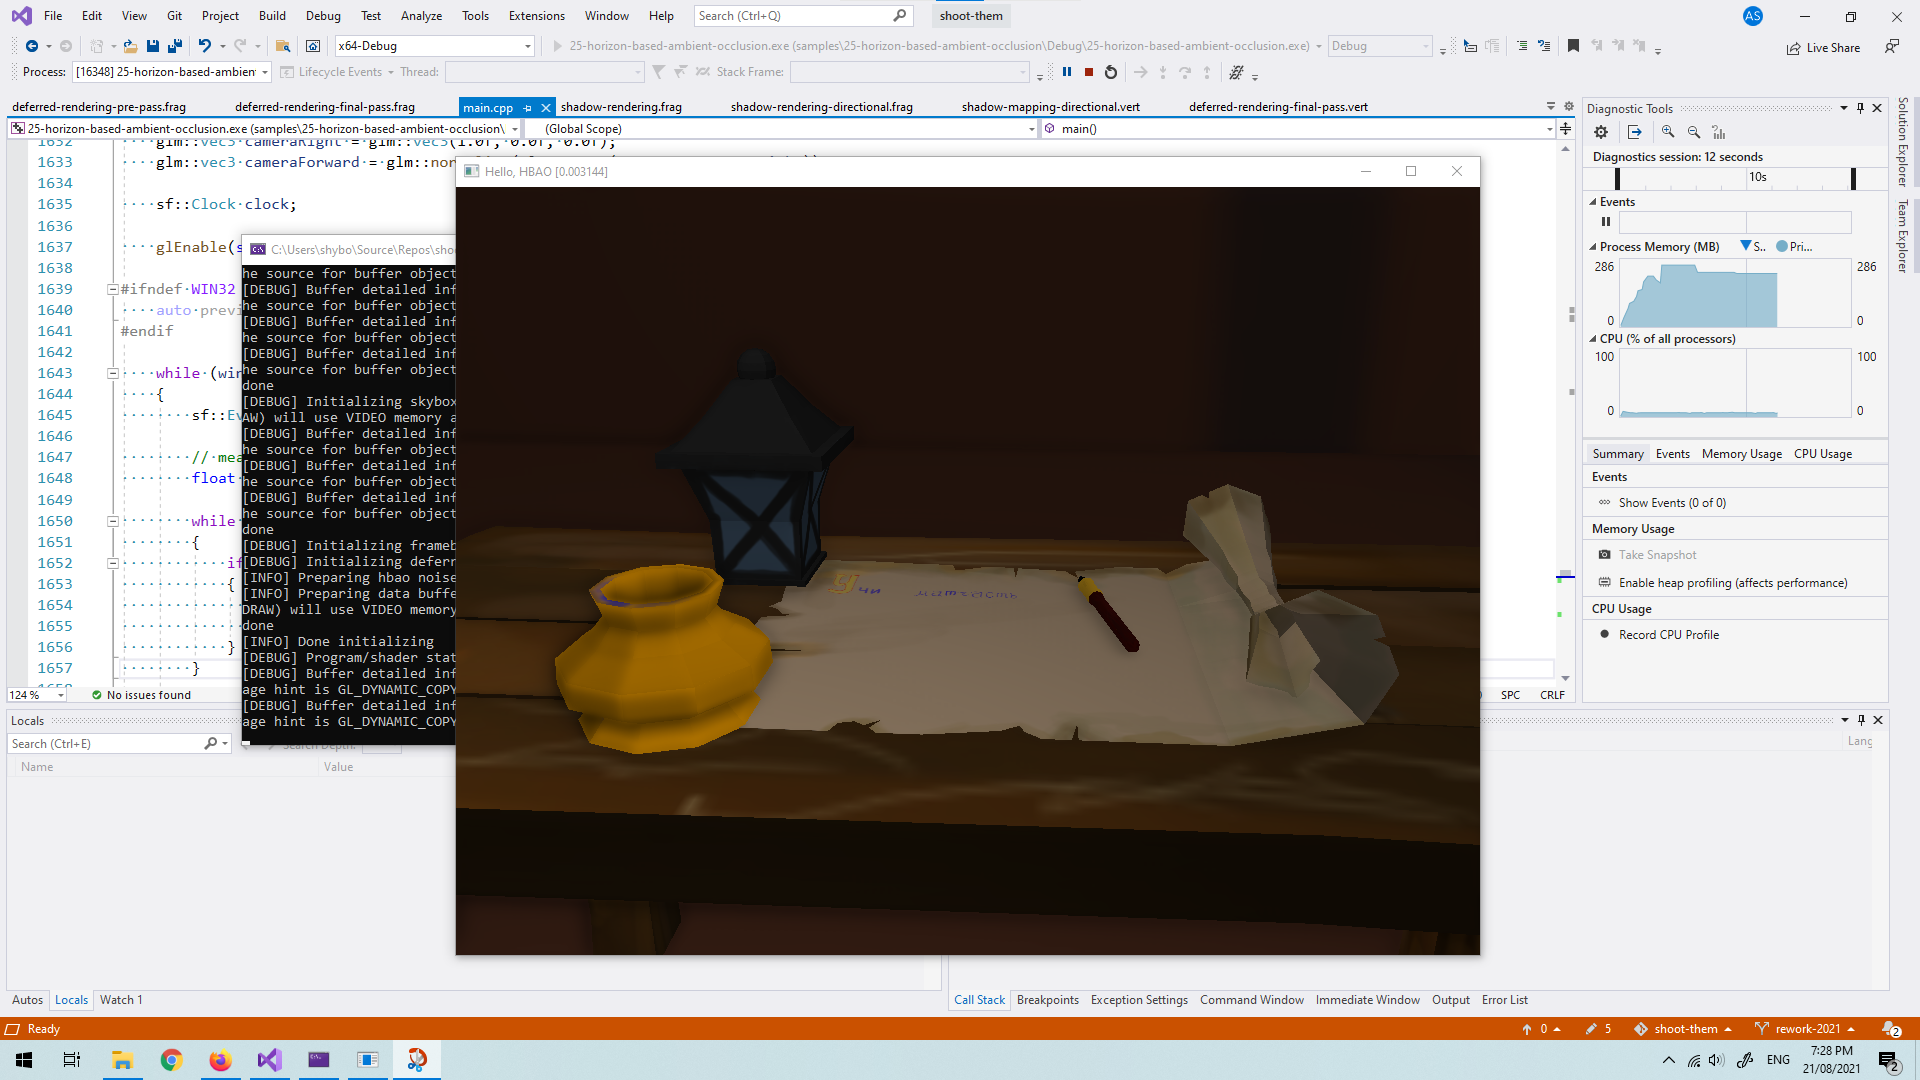 File Edit View Git Project Build Debug Test Analyze Tools Extensions Window Help Search (Ctrl+Q) shoot-them AS
x64-Debug 25-horizon-based-ambient-occlusion.exe (samples\25-horizon-based-ambient-occlusion\Debug\25-horizon-based-ambient-occlusion.exe) Debug Live Share
Process: [16348] 25-horizon-based-ambien Lifecycle Events Thread: Stack Frame:
deferred-rendering-pre-pass.frag deferred-rendering-final-pass.frag main.cpp shadow-rendering.frag shadow-rendering-directional.frag shadow-mapping-directional.vert deferred-rendering-final-pass.vert
25-horizon-based-ambient-occlusion.exe (samples\25-horizon-based-ambient-occlusion\ (Global Scope) main()
1632 glm::vec3 cameraRight = glm::vec3(1.0f, 0.0f, 0.0f);
1633 glm::vec3 cameraForward = glm::nor
1634
1635 sf::Clock clock;
1636
1637 glEnable(
1638
1639 #ifndef WIN32
1640 auto previ
1641 #endif
1642
1643 while (win
1644 {
1645 sf::Ev
1646
1647 // mea
1648 float
1649
1650 while
1651 {
1652 if
1653 {
1654
1655
1656 }
1657 }
124 % No issues found SPC CRLF
C:\Users\shybo\Source\Repos\shoo
he source for buffer object
[DEBUG] Buffer detailed inf
he source for buffer object
[DEBUG] Buffer detailed inf
he source for buffer object
[DEBUG] Buffer detailed inf
he source for buffer object
done
[DEBUG] Initializing skybox
AW) will use VIDEO memory a
[DEBUG] Buffer detailed inf
he source for buffer object
[DEBUG] Buffer detailed inf
he source for buffer object
[DEBUG] Buffer detailed inf
he source for buffer object
done
[DEBUG] Initializing frameb
[DEBUG] Initializing deferr
[INFO] Preparing hbao noise
[INFO] Preparing data buffe
DRAW) will use VIDEO memory
done
[INFO] Done initializing
[DEBUG] Program/shader stat
[DEBUG] Buffer detailed inf
age hint is GL_DYNAMIC_COPY
[DEBUG] Buffer detailed inf
age hint is GL_DYNAMIC_COPY
Hello, HBAO [0.003144]
Учи матчасть
Diagnostic Tools
Diagnostics session: 12 seconds
10s
Events
Process Memory (MB) S.. Pri...
286 286
0 0
CPU (% of all processors)
100 100
0 0
Summary Events Memory Usage CPU Usage
Events
Show Events (0 of 0)
Memory Usage
Take Snapshot
Enable heap profiling (affects performance)
CPU Usage
Record CPU Profile
Solution Explorer
Team Explorer
Locals
Search (Ctrl+E) Search Depth:
Name Value
Lang
Autos Locals Watch 1
Call Stack Breakpoints Exception Settings Command Window Immediate Window Output Error List
Ready 0 5 shoot-them rework-2021 2
ENG 7:28 PM
21/08/2021 2